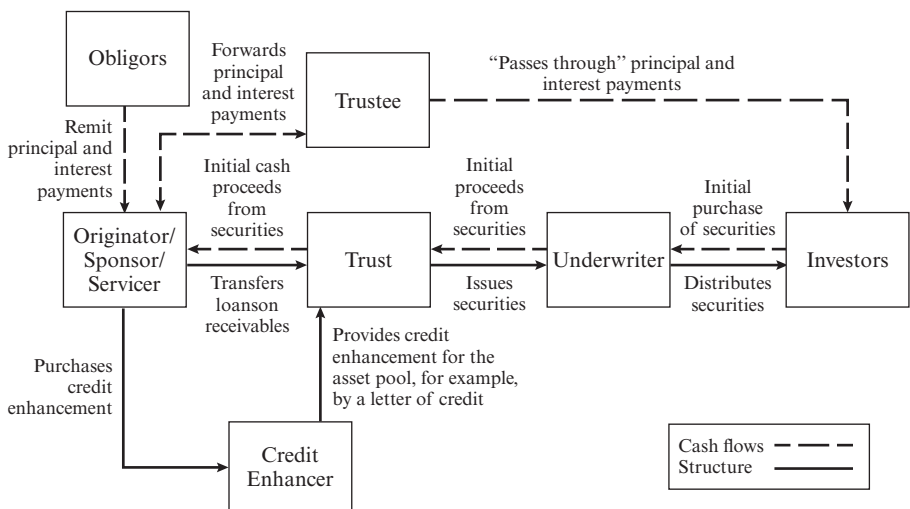 Obligors
Forwards
principal
and interest
payments
Trustee
“Passes through” principal and
interest payments
Remit
principal and
interest
payments
Initial cash
proceeds
from
securities
Initial
proceeds
from
securities
Initial
purchase
of securities
Originator/
Sponsor/
Servicer
Trust
Underwriter
Investors
Transfers
loanson
receivables
Issues
securities
Distributes
securities
Purchases
credit
enhancement
Provides credit
enhancement for the
asset pool, for example,
by a letter of credit
Credit
Enhancer
Cash flows
Structure